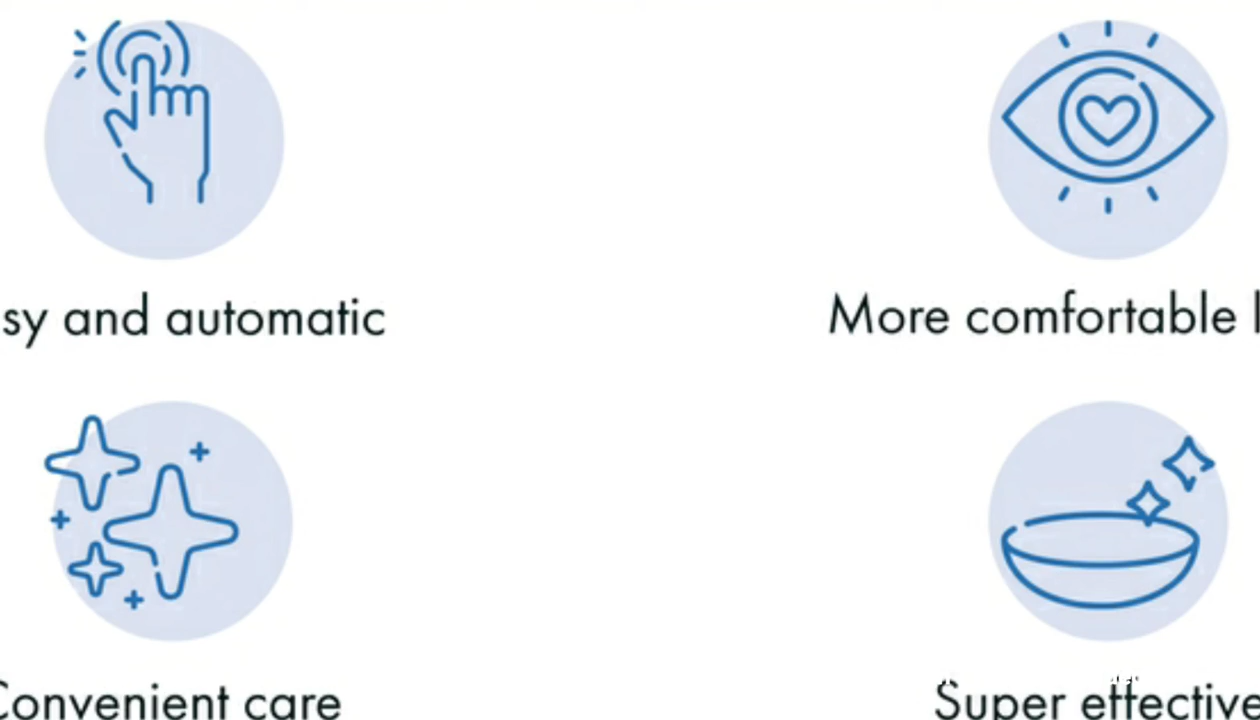 sy and automatic
More comfortable
Convenient care
Super effective